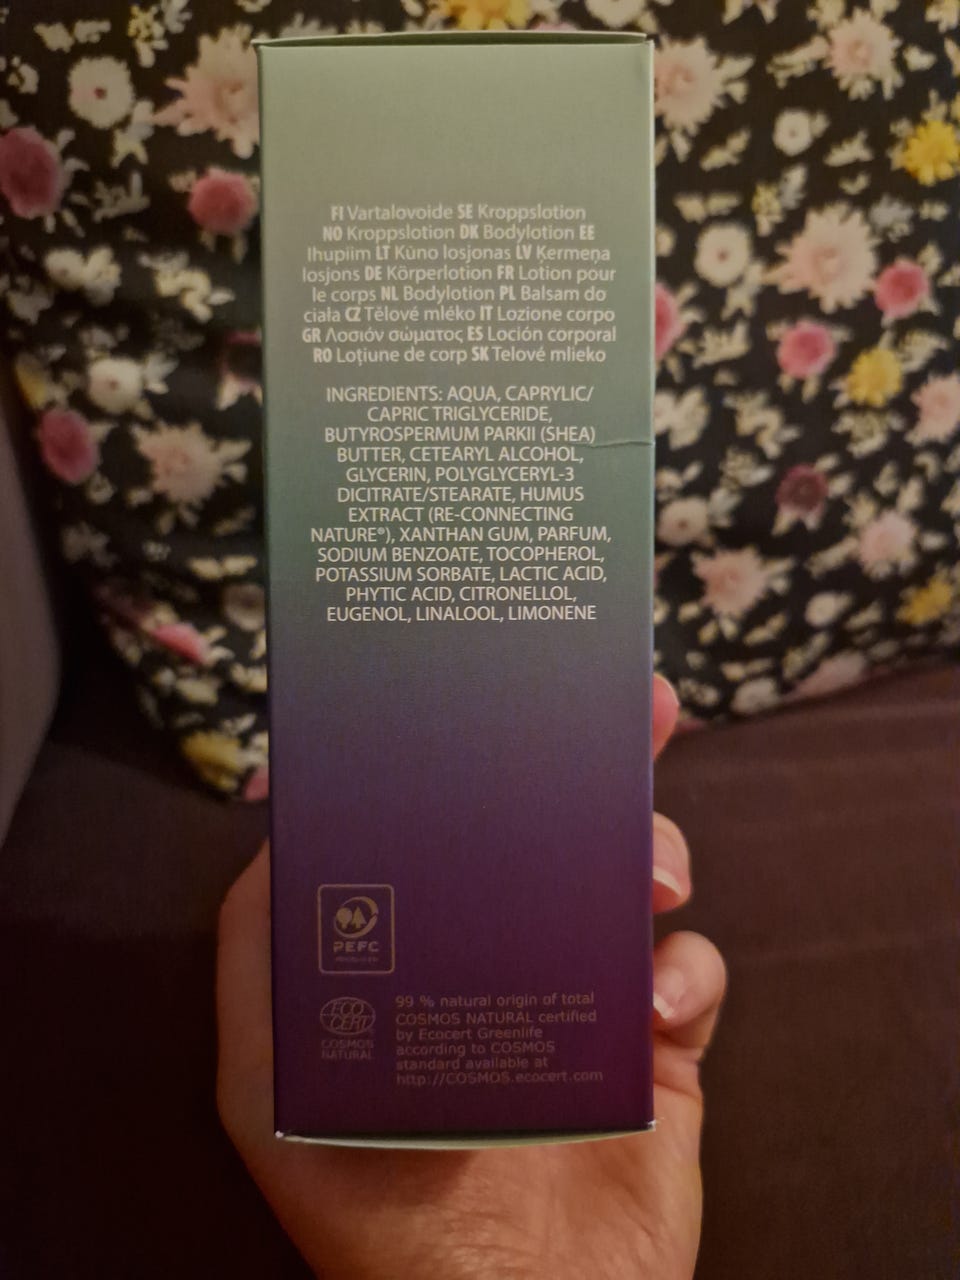 FI Vartalovoide SE Kroppslotion
NO Kroppslotion DK Bodylotion EE
Ihupiim LT Kūno losjonas LV Ķermeņa
losjons DE Körperlotion FR Lotion pour
le corps NL Bodylotion PL Balsam do
ciała CZ Tělové mléko IT Lozione corpo
GR Λοσιόν σώματος ES Loción corporal
RO Loțiune de corp SK Telové mlieko
INGREDIENTS: AQUA, CAPRYLIC/
CAPRIC TRIGLYCERIDE,
BUTYROSPERMUM PARKII (SHEA)
BUTTER, CETEARYL ALCOHOL,
GLYCERIN, POLYGLYCERYL-3
DICITRATE/STEARATE, HUMUS
EXTRACT (RE-CONNECTING
NATURE®), XANTHAN GUM, PARFUM,
SODIUM BENZOATE, TOCOPHEROL,
POTASSIUM SORBATE, LACTIC ACID,
PHYTIC ACID, CITRONELLOL,
EUGENOL, LINALOOL, LIMONENE
PEFC
ECO
CERT
COSMOS
NATURAL
99 % natural origin of total
COSMOS NATURAL certified
by Ecocert Greenlife
according to COSMOS
standard available at
http://COSMOS.ecocert.com